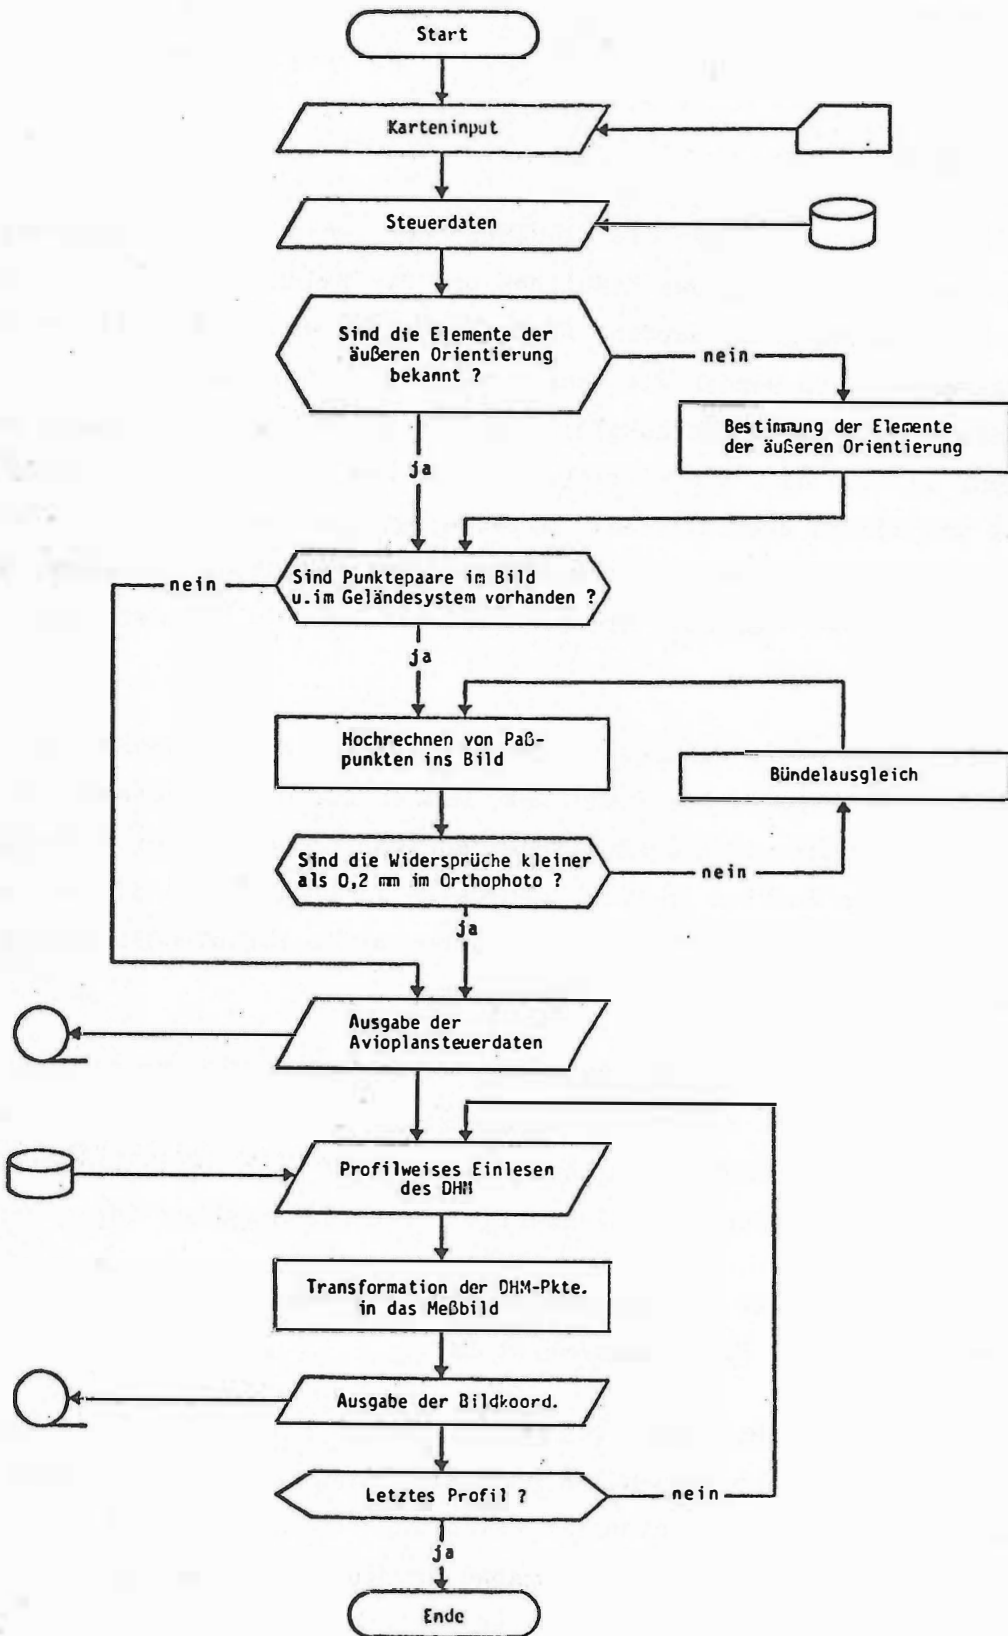 Start
Karteninput
Steuerdaten
Sind die Elemente der
äußeren Orientierung
bekannt ?
nein
Bestimmung der Elemente
der äußeren Orientierung
ja
Sind Punktepaare im Bild
u.im Geländesystem vorhanden ?
nein
ja
Hochrechnen von Paß-
punkten ins Bild
Bündelausgleich
Sind die Widersprüche kleiner
als 0,2 mm im Orthophoto ?
nein
ja
Ausgabe der
Avioplansteuerdaten
Profilweises Einlesen
des DHM
Transformation der DHM-Pkte.
in das Meßbild
Ausgabe der Bildkoord.
Letztes Profil ?
nein
ja
Ende